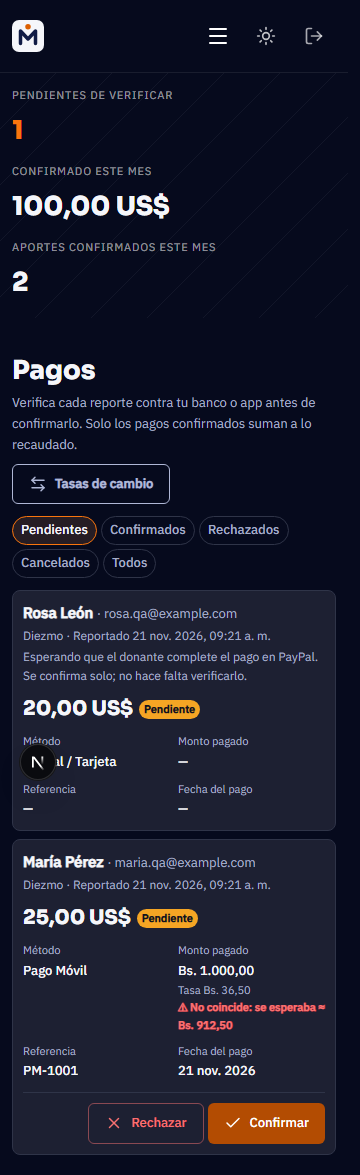 M
PENDIENTES DE VERIFICAR
1
CONFIRMADO ESTE MES
100,00 US$
APORTES CONFIRMADOS ESTE MES
2
Pagos
Verifica cada reporte contra tu banco o app antes de
confirmarlo. Solo los pagos confirmados suman a lo
recaudado.
Tasas de cambio
Pendientes Confirmados Rechazados
Cancelados Todos
Rosa León · rosa.qa@example.com
Diezmo · Reportado 21 nov. 2026, 09:21 a. m.
Esperando que el donante complete el pago en PayPal.
Se confirma solo; no hace falta verificarlo.
20,00 US$ Pendiente
Método Monto pagado
N al / Tarjeta —
Referencia Fecha del pago
— —
María Pérez · maria.qa@example.com
Diezmo · Reportado 21 nov. 2026, 09:21 a. m.
25,00 US$ Pendiente
Método Monto pagado
Pago Móvil Bs. 1.000,00
Tasa Bs. 36,50
⚠ No coincide: se esperaba ≈
Bs. 912,50
Referencia Fecha del pago
PM-1001 21 nov. 2026
Rechazar Confirmar